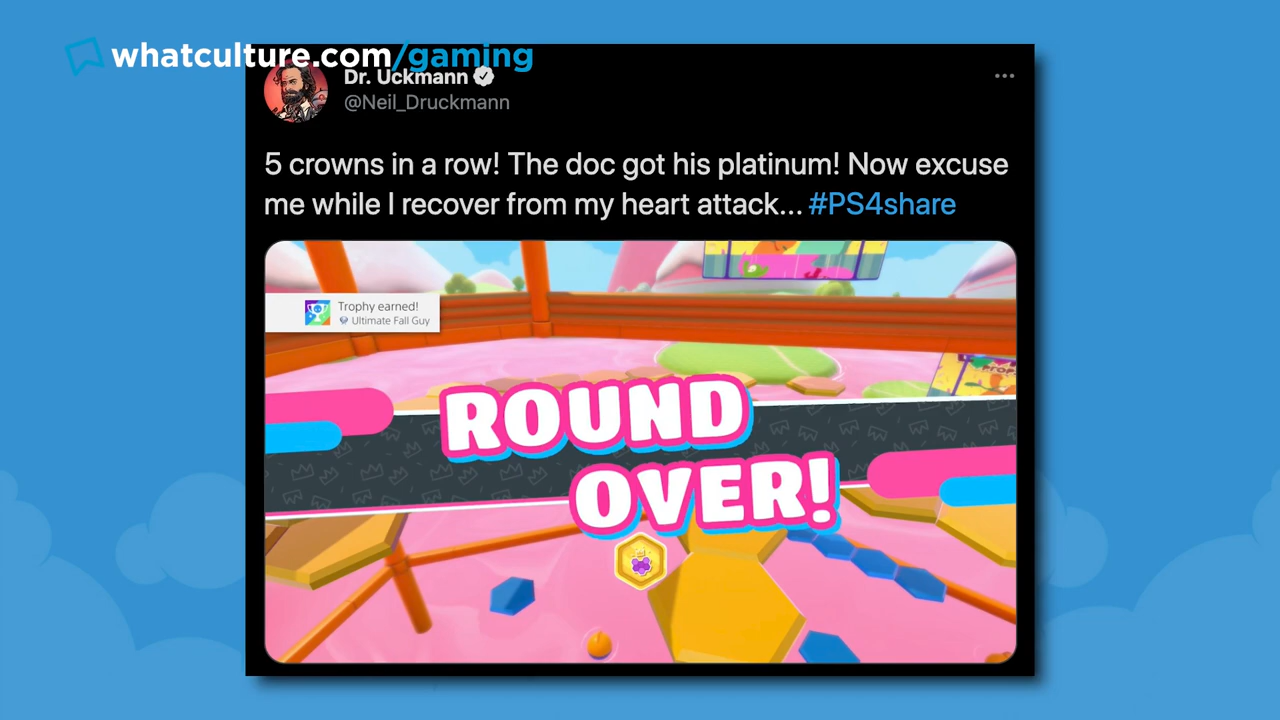 whatculture.com/gaming
Dr. Uckmann
@Neil_Druckmann
5 crowns in a row! The doc got his platinum! Now excuse
me while I recover from my heart attack... #PS4share
Trophy earned!
Ultimate Fall Guy
ROUND
OVER!